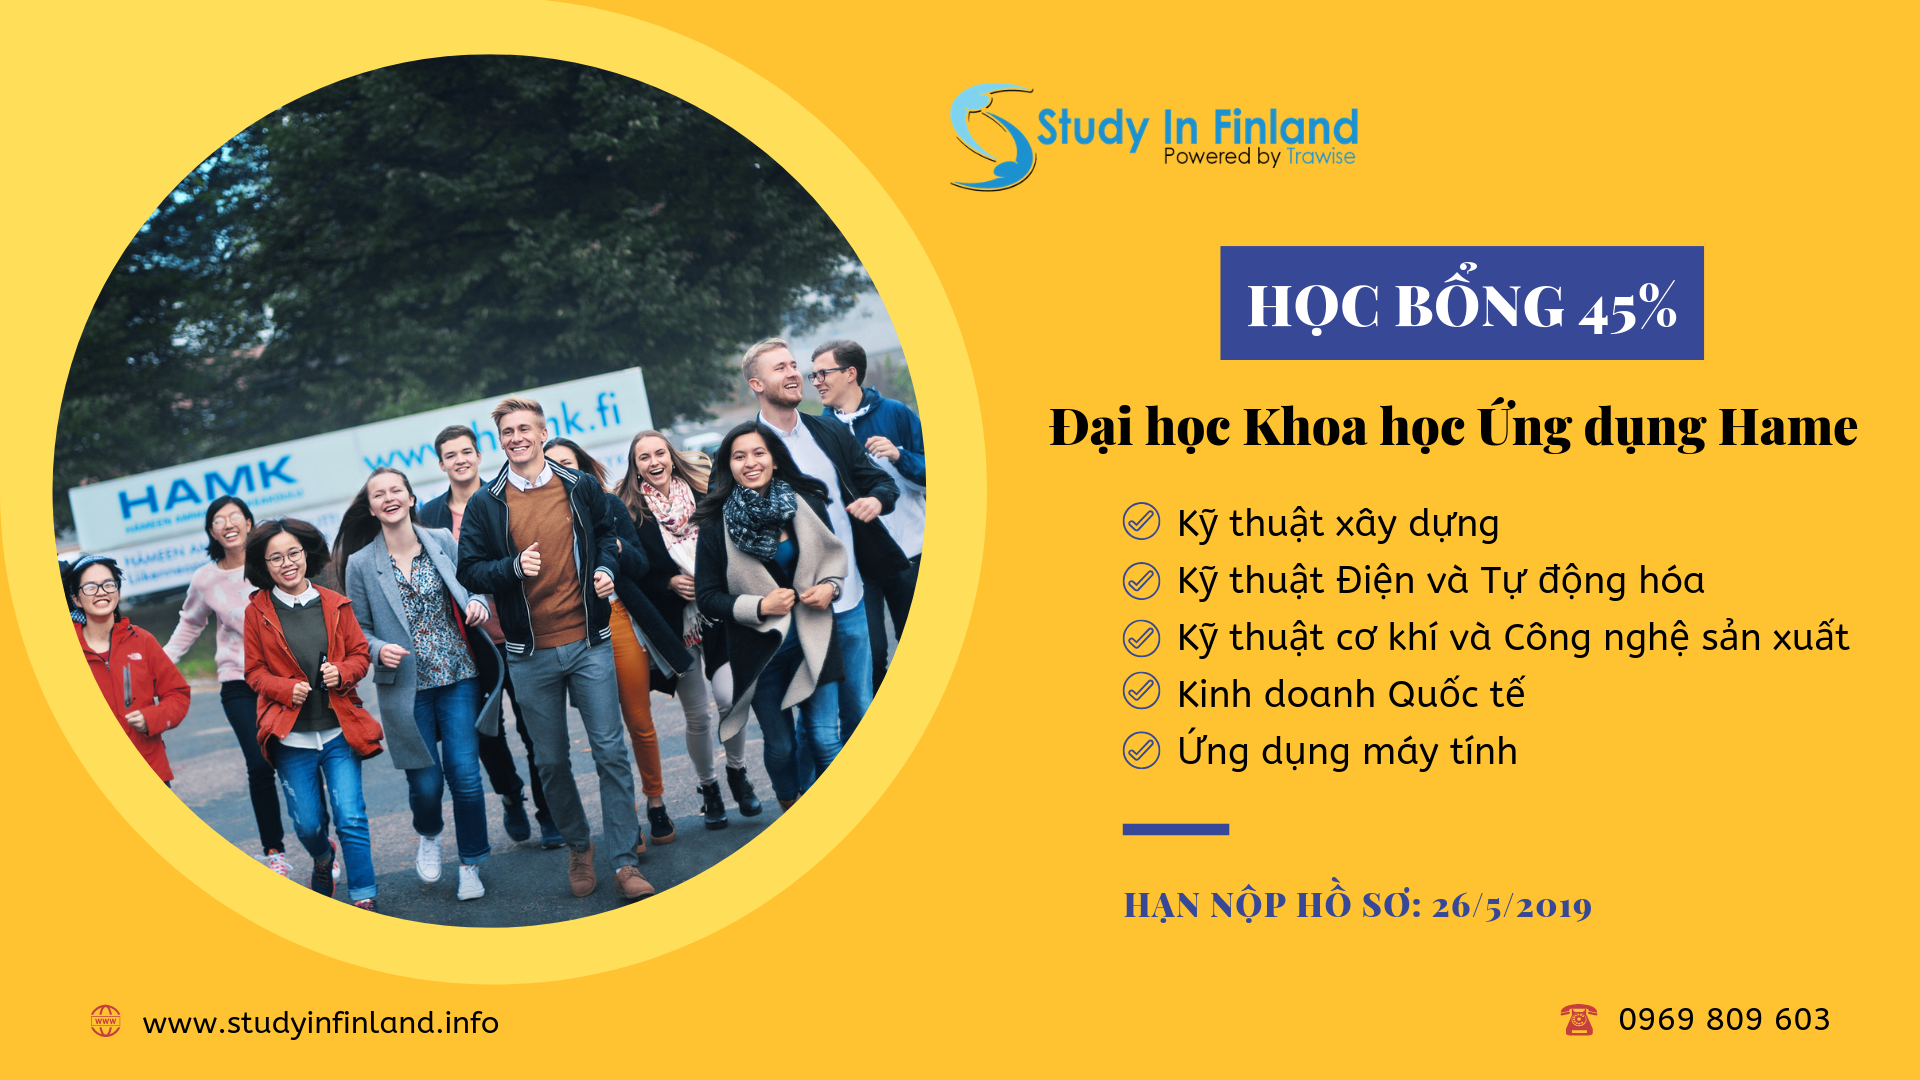 Study In Finland
Powered by Trawise
HỌC BỔNG 45%
Đại học Khoa học Ứng dụng Hame
Kỹ thuật xây dựng
Kỹ thuật Điện và Tự động hóa
Kỹ thuật cơ khí và Công nghệ sản xuất
Kinh doanh Quốc tế
Ứng dụng máy tính
HẠN NỘP HỒ SƠ: 26/5/2019
HAMK
HÄMEEN
www.hamk.fi
HÄMEEN
www
www.studyinfinland.info
0969 809 603